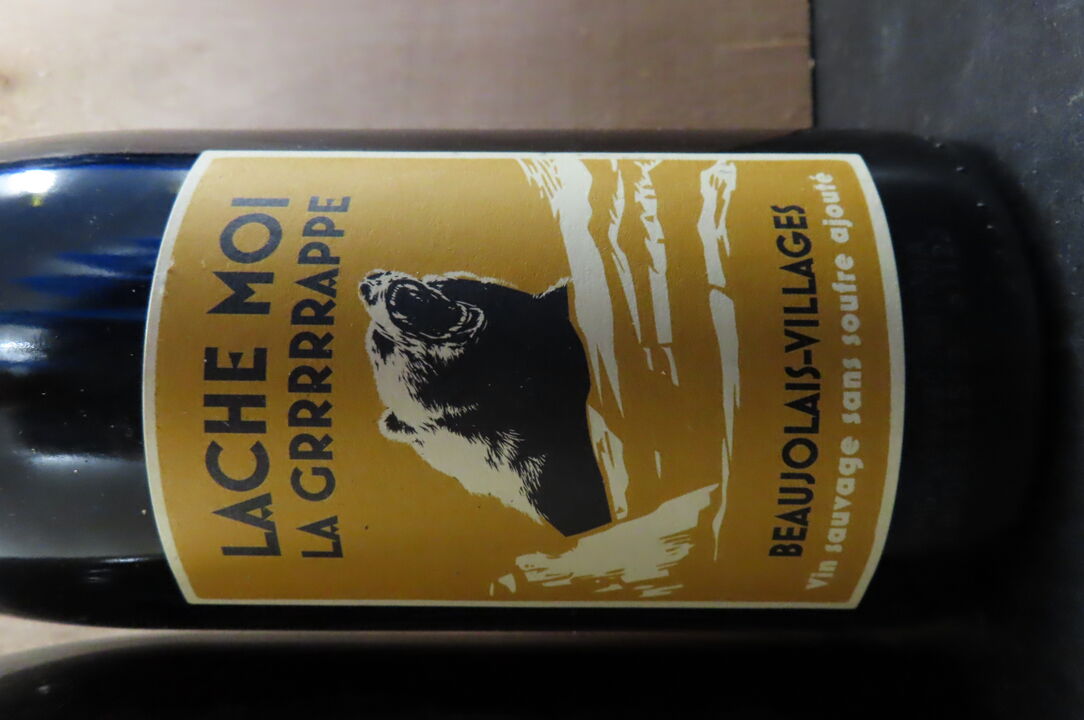 LACHE MOI
LA GRRRRAPPE
BEAUJOLAIS-VILLAGES
Vin sauvage sans soufre ajouté